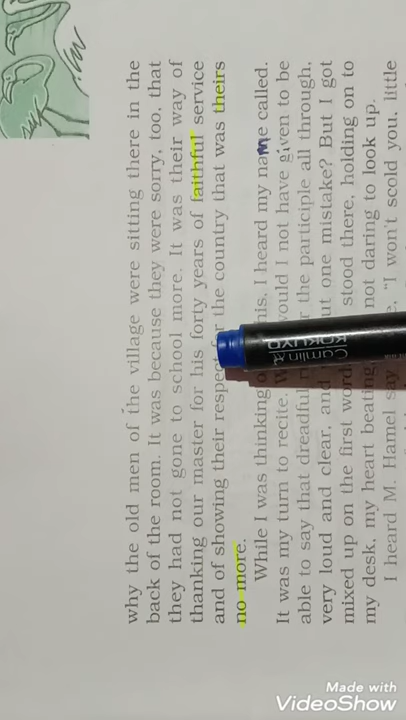 why the old men of the village were sitting there in the
back of the room. It was because they were sorry, too, that
they had not gone to school more. It was their way of
thanking our master for his forty years of faithful service
and of showing their respect for the country that was theirs
no more.
While I was thinking of this, I heard my name called.
It was my turn to recite. would I not have given to be
able to say that dreadful for the participle all through,
very loud and clear, and out one mistake? But I got
mixed up on the first word stood there, holding on to
my desk, my heart beating, not daring to look up.
I heard M. Hamel say "I won't scold you, little
Camlin
KOKUYO
Made with
VideoShow